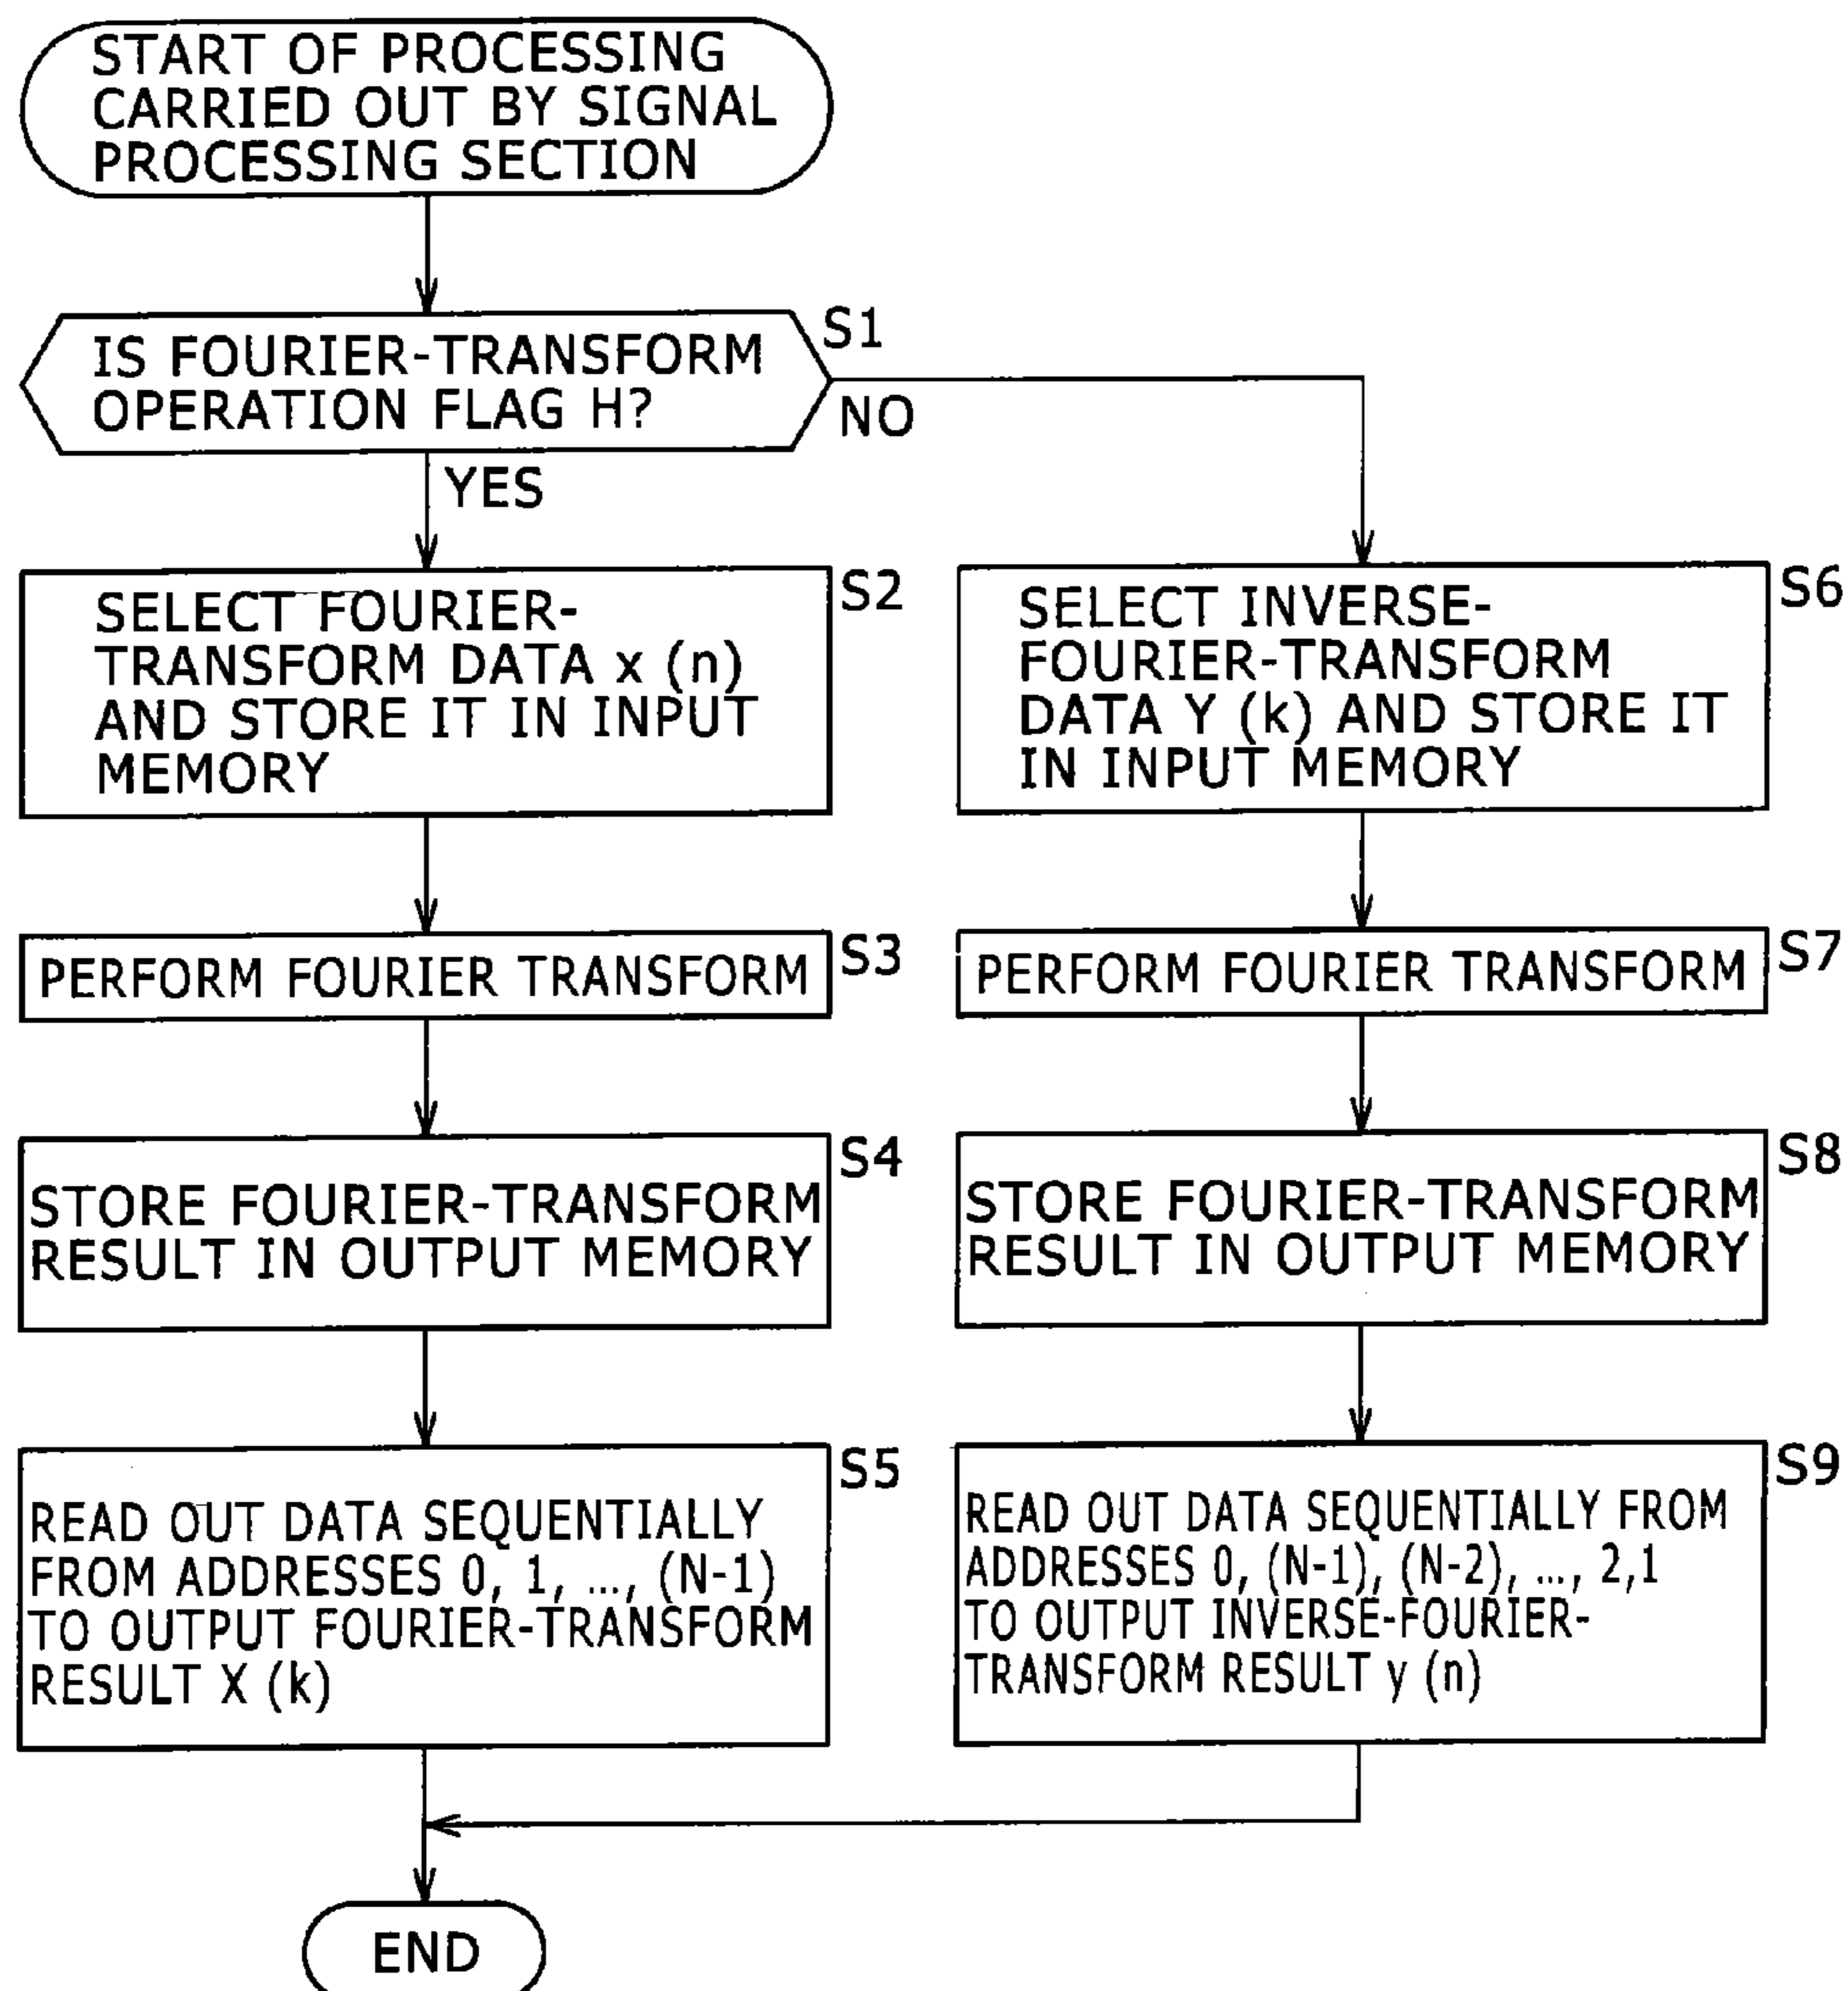 START OF PROCESSING
CARRIED OUT BY SIGNAL
PROCESSING SECTION
IS FOURIER-TRANSFORM
OPERATION FLAG H?
S1
NO
YES
SELECT FOURIER-
TRANSFORM DATA x (n)
AND STORE IT IN INPUT
MEMORY
S2
PERFORM FOURIER TRANSFORM
S3
STORE FOURIER-TRANSFORM
RESULT IN OUTPUT MEMORY
S4
READ OUT DATA SEQUENTIALLY
FROM ADDRESSES 0, 1, ..., (N-1)
TO OUTPUT FOURIER-TRANSFORM
RESULT X (k)
S5
SELECT INVERSE-
FOURIER-TRANSFORM
DATA Y (k) AND STORE IT
IN INPUT MEMORY
S6
PERFORM FOURIER TRANSFORM
S7
STORE FOURIER-TRANSFORM
RESULT IN OUTPUT MEMORY
S8
READ OUT DATA SEQUENTIALLY FROM
ADDRESSES 0, (N-1), (N-2), ..., 2,1
TO OUTPUT INVERSE-FOURIER-
TRANSFORM RESULT y (n)
S9
END